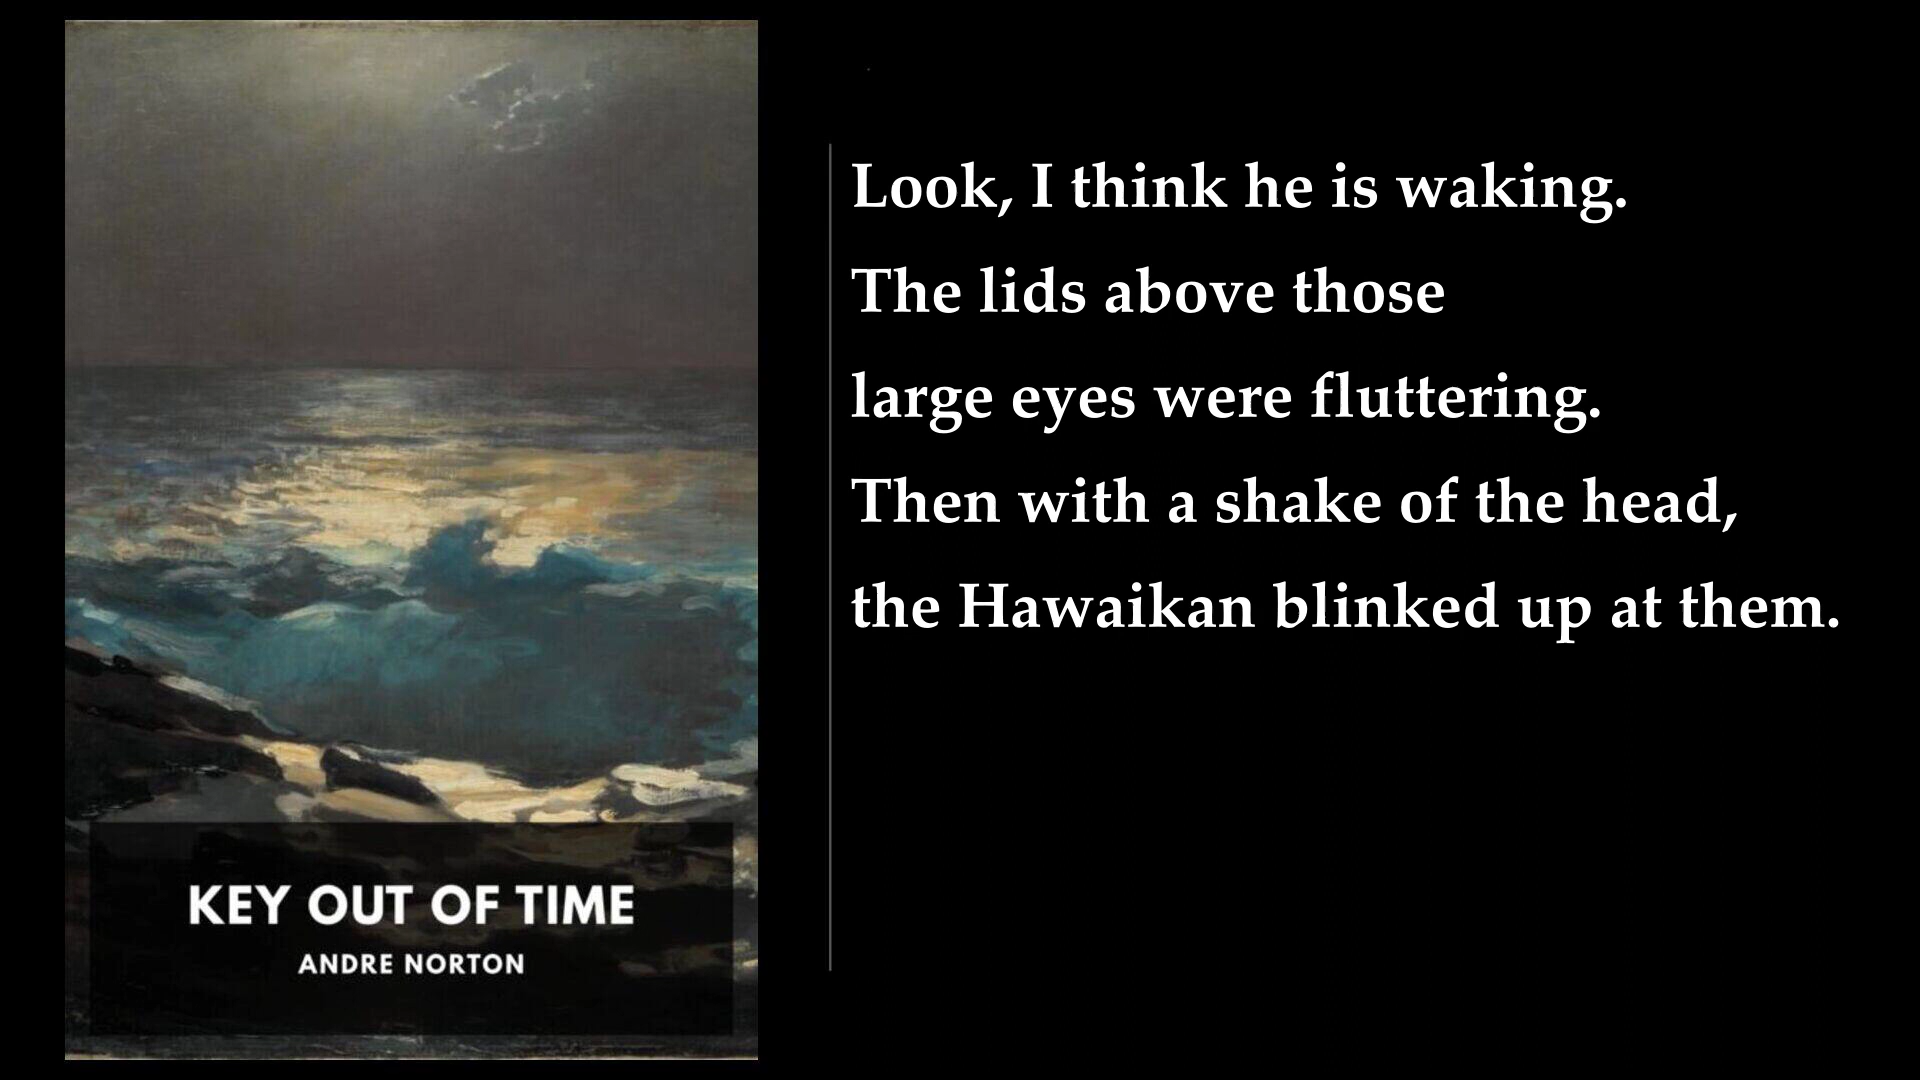 Look, I think he is waking.
The lids above those
large eyes were fluttering.
Then with a shake of the head,
the Hawaikan blinked up at them.
KEY OUT OF TIME
ANDRE NORTON